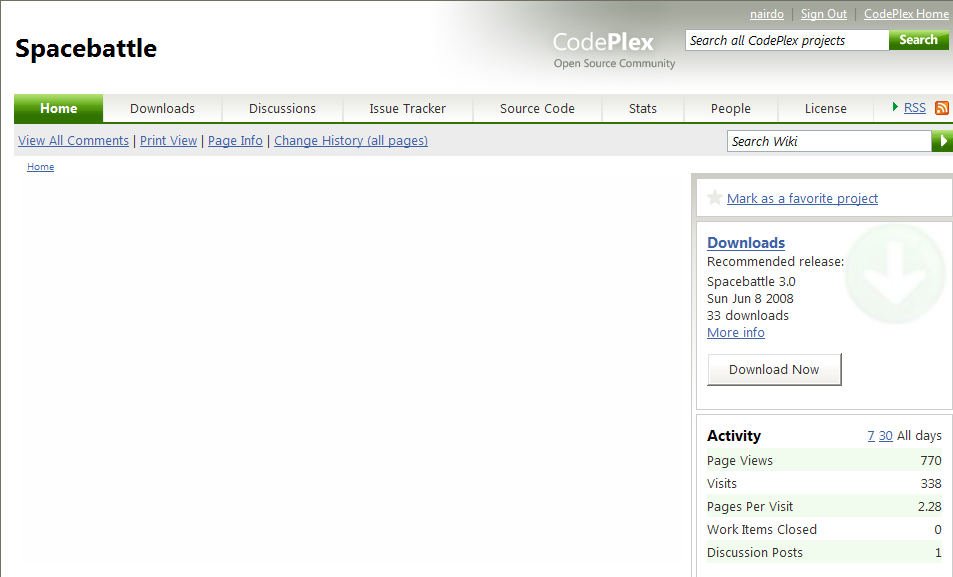 nairdo | Sign Out | CodePlex Home
Spacebattle
CodePlex
Open Source Community
Search all CodePlex projects
Search
Home
Downloads
Discussions
Issue Tracker
Source Code
Stats
People
License
RSS
View All Comments | Print View | Page Info | Change History (all pages)
Search Wiki
Home
Mark as a favorite project
Downloads
Recommended release:
Spacebattle 3.0
Sun Jun 8 2008
33 downloads
More info
Download Now
Activity
7 30 All days
Page Views 770
Visits 338
Pages Per Visit 2.28
Work Items Closed 0
Discussion Posts 1